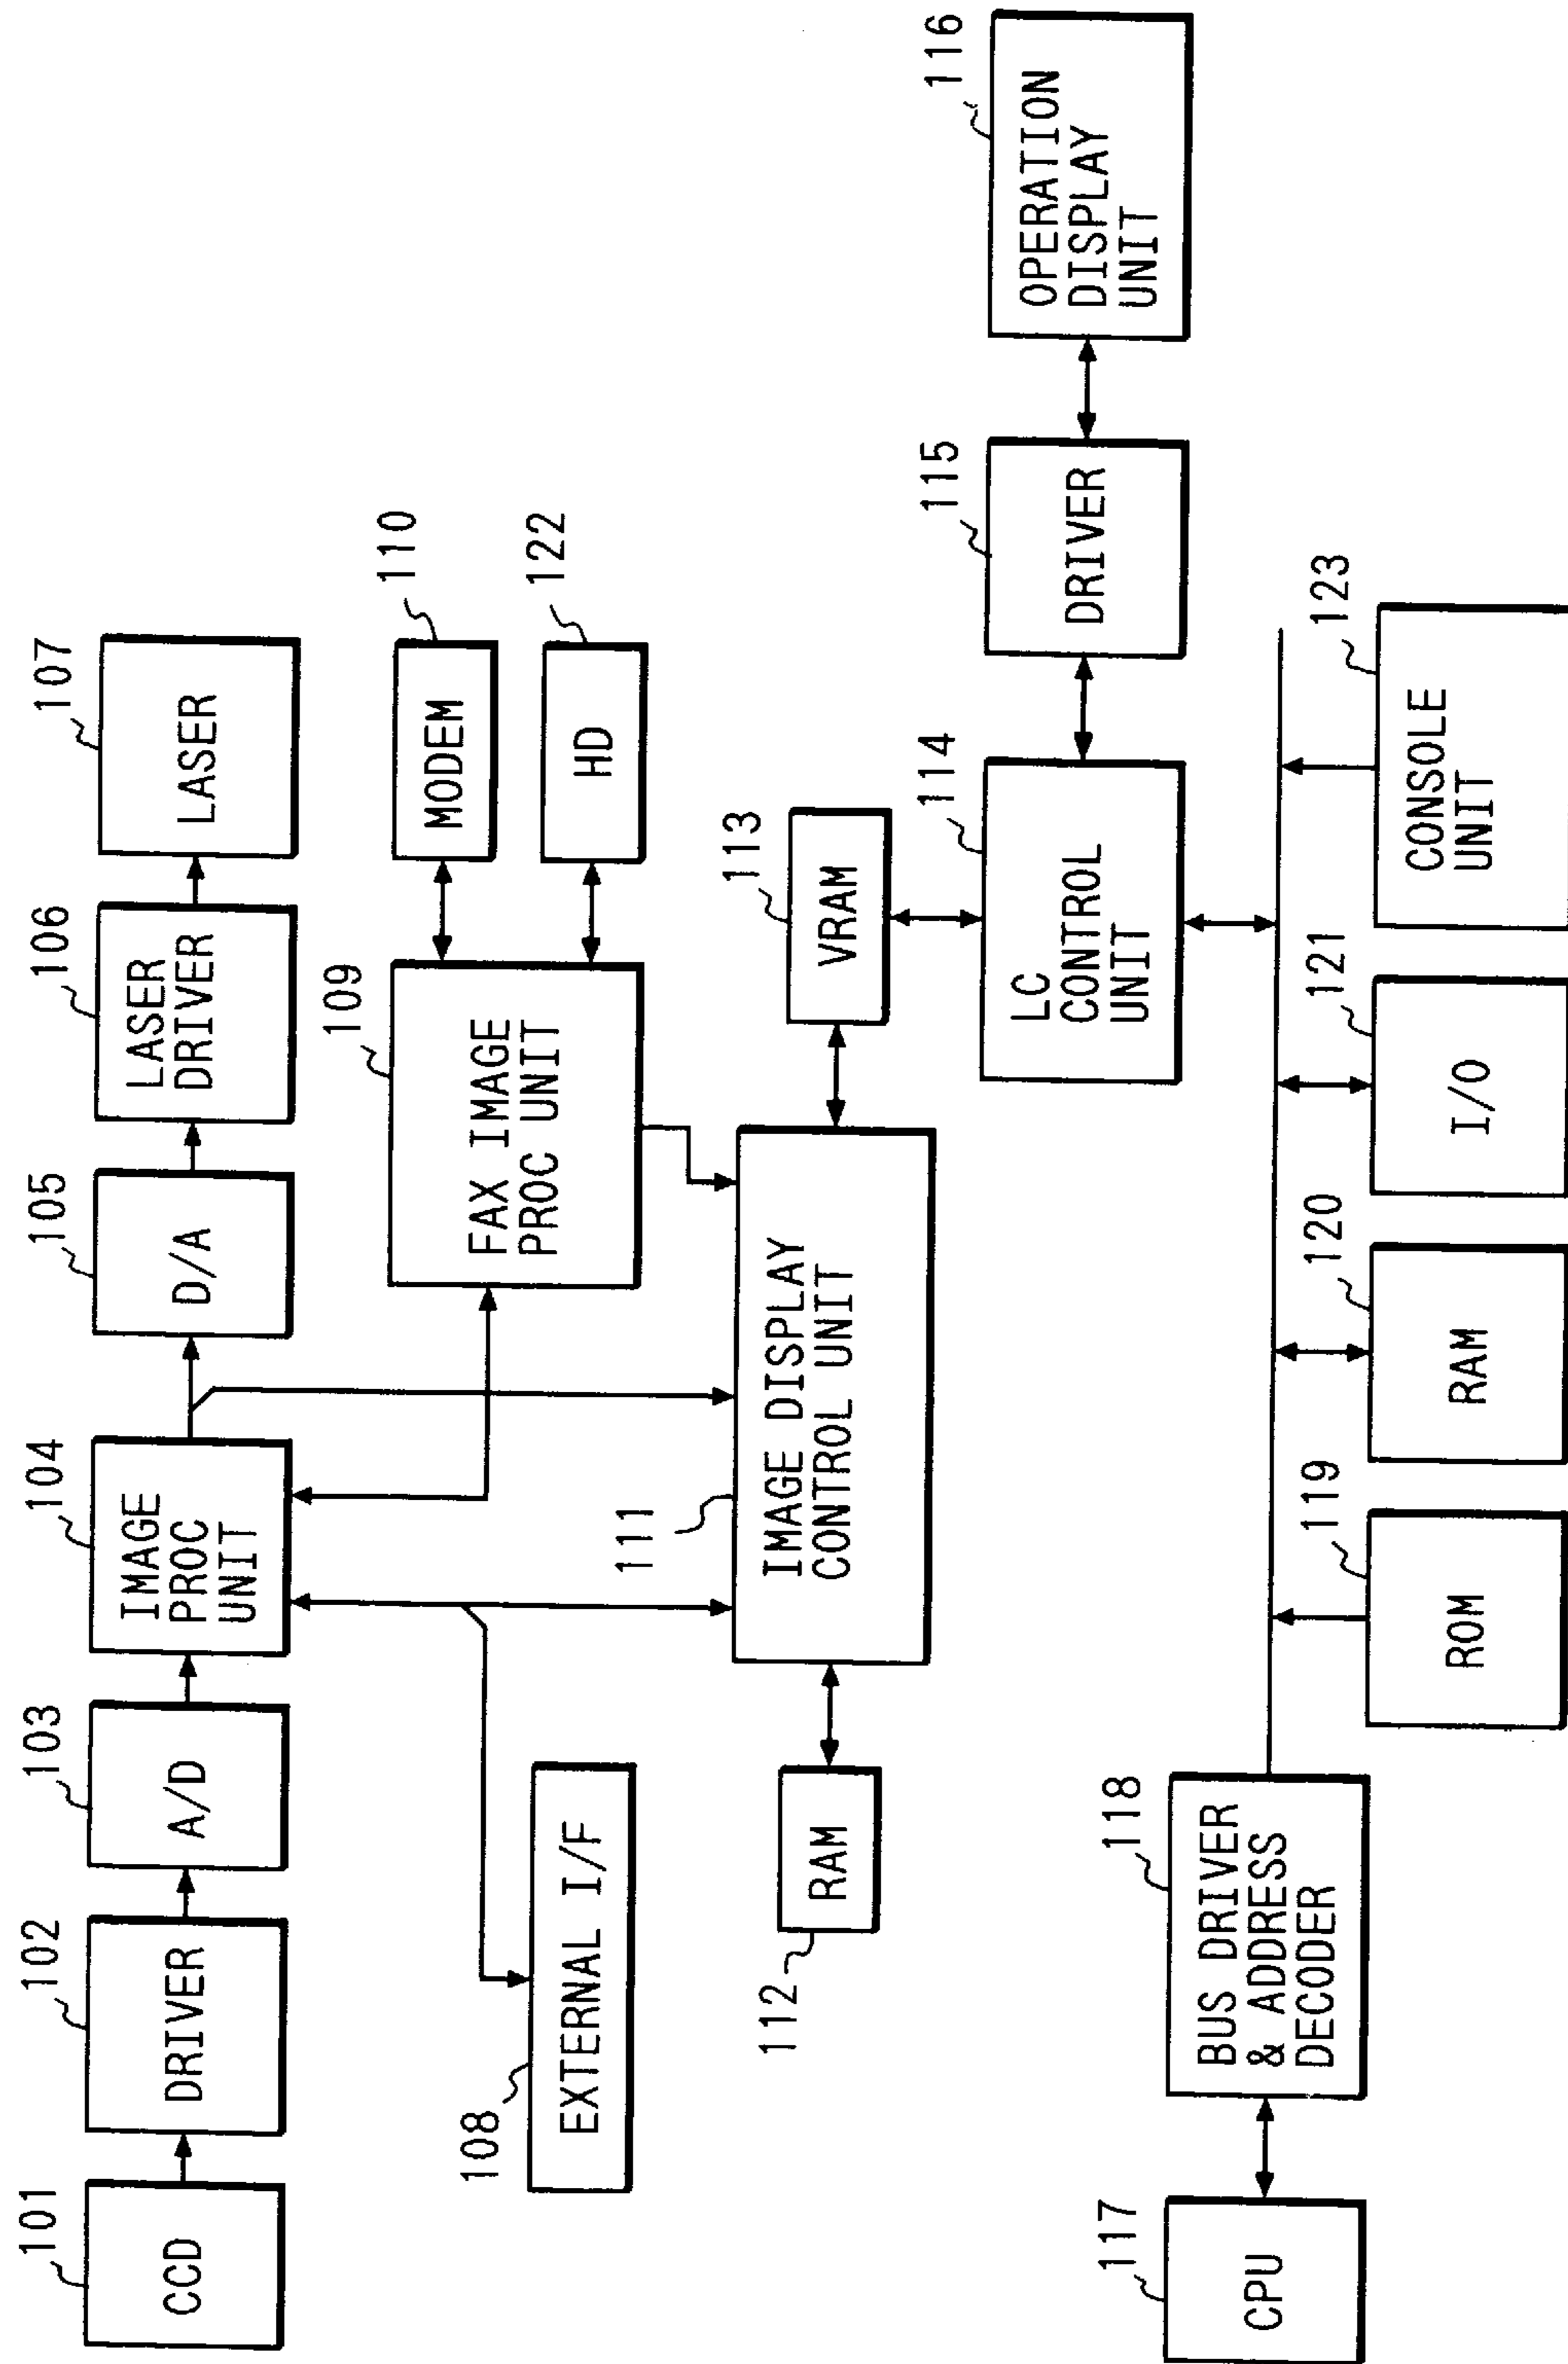 101
CCD
102
DRIVER
103
A/D
104
IMAGE
PROC
UNIT
105
D/A
106
LASER
DRIVER
107
LASER
108
EXTERNAL I/F
109
FAX IMAGE
PROC UNIT
110
MODEM
122
HD
111
IMAGE DISPLAY
CONTROL UNIT
112
RAM
113
VRAM
114
LC
CONTROL
UNIT
115
DRIVER
116
OPERATION
DISPLAY
UNIT
117
CPU
118
BUS DRIVER
& ADDRESS
DECODER
119
ROM
120
RAM
121
I/O
123
CONSOLE
UNIT